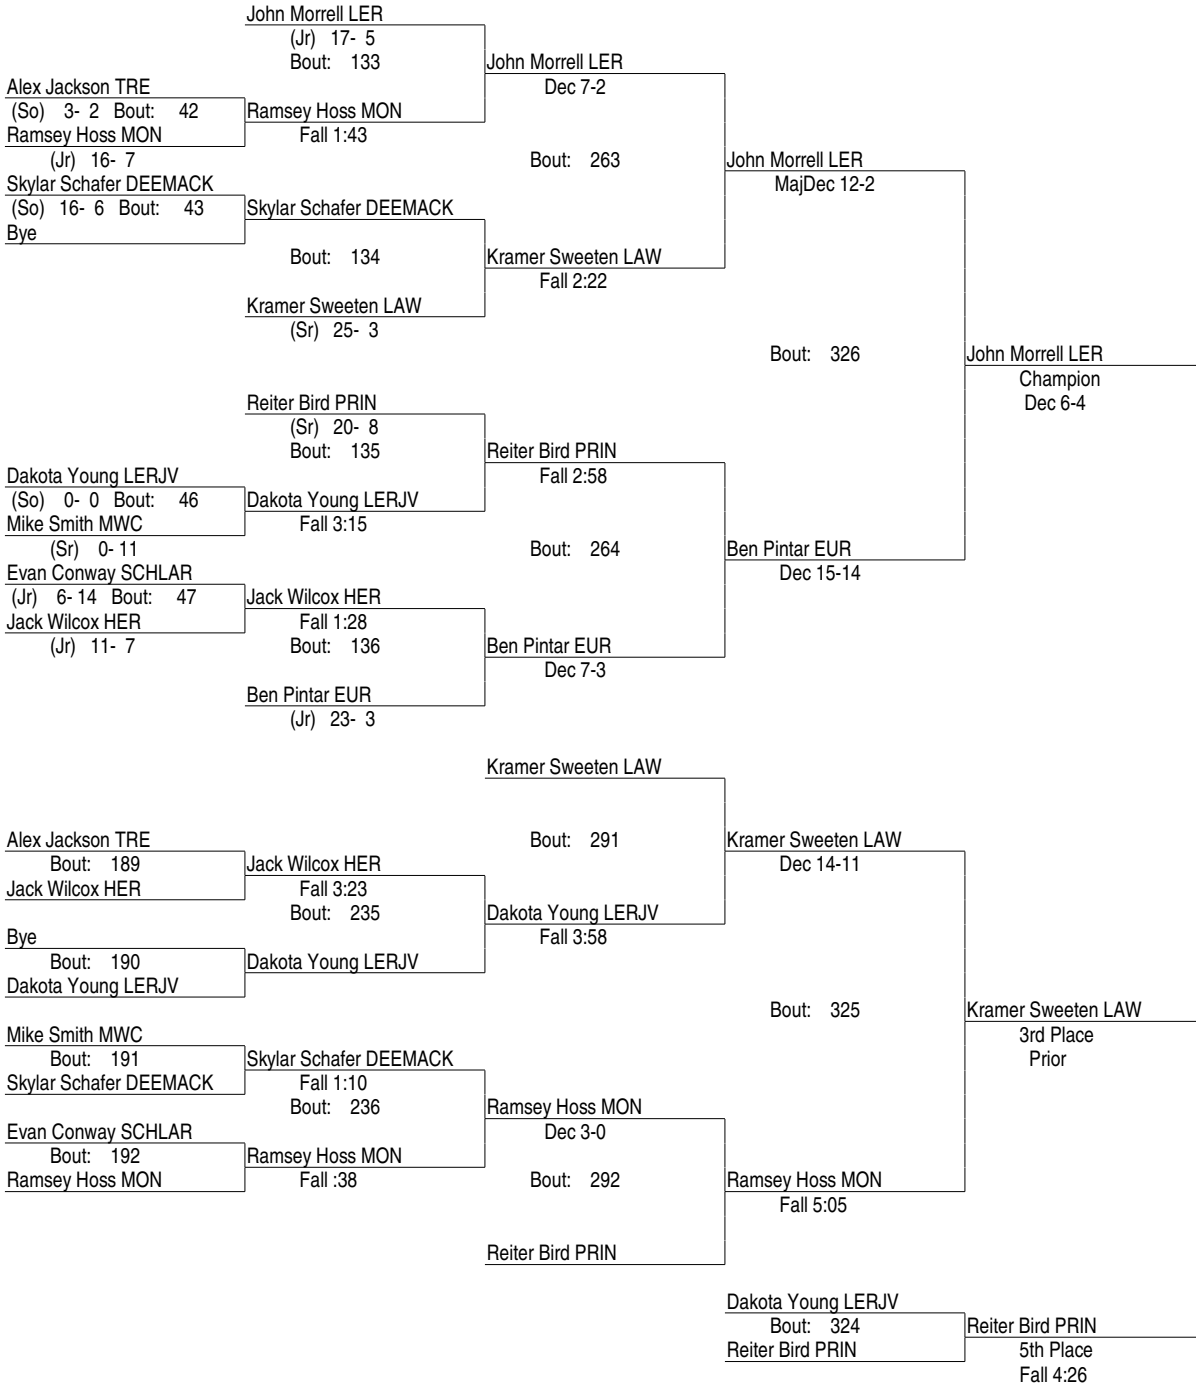 John Morrell LER
(Jr) 17- 5
Bout: 133
John Morrell LER
Dec 7-2
Alex Jackson TRE
(So) 3- 2 Bout: 42
Ramsey Hoss MON
Ramsey Hoss MON
Fall 1:43
(Jr) 16- 7
Bout: 263
John Morrell LER
MajDec 12-2
Skylar Schafer DEEMACK
(So) 16- 6 Bout: 43
Skylar Schafer DEEMACK
Bye
Bout: 134
Kramer Sweeten LAW
Fall 2:22
Kramer Sweeten LAW
(Sr) 25- 3
Bout: 326
John Morrell LER
Champion
Dec 6-4
Reiter Bird PRIN
(Sr) 20- 8
Bout: 135
Reiter Bird PRIN
Fall 2:58
Dakota Young LERJV
(So) 0- 0 Bout: 46
Dakota Young LERJV
Mike Smith MWC
Fall 3:15
(Sr) 0- 11
Bout: 264
Ben Pintar EUR
Dec 15-14
Evan Conway SCHLAR
(Jr) 6- 14 Bout: 47
Jack Wilcox HER
Jack Wilcox HER
Fall 1:28
(Jr) 11- 7
Bout: 136
Ben Pintar EUR
Dec 7-3
Ben Pintar EUR
(Jr) 23- 3
Kramer Sweeten LAW
Alex Jackson TRE
Bout: 291
Kramer Sweeten LAW
Dec 14-11
Bout: 189
Jack Wilcox HER
Jack Wilcox HER
Fall 3:23
Bout: 235
Dakota Young LERJV
Fall 3:58
Bye
Bout: 190
Dakota Young LERJV
Dakota Young LERJV
Bout: 325
Kramer Sweeten LAW
3rd Place
Prior
Mike Smith MWC
Bout: 191
Skylar Schafer DEEMACK
Skylar Schafer DEEMACK
Fall 1:10
Bout: 236
Ramsey Hoss MON
Dec 3-0
Evan Conway SCHLAR
Bout: 192
Ramsey Hoss MON
Ramsey Hoss MON
Fall :38
Bout: 292
Ramsey Hoss MON
Fall 5:05
Reiter Bird PRIN
Dakota Young LERJV
Bout: 324
Reiter Bird PRIN
Reiter Bird PRIN
5th Place
Fall 4:26